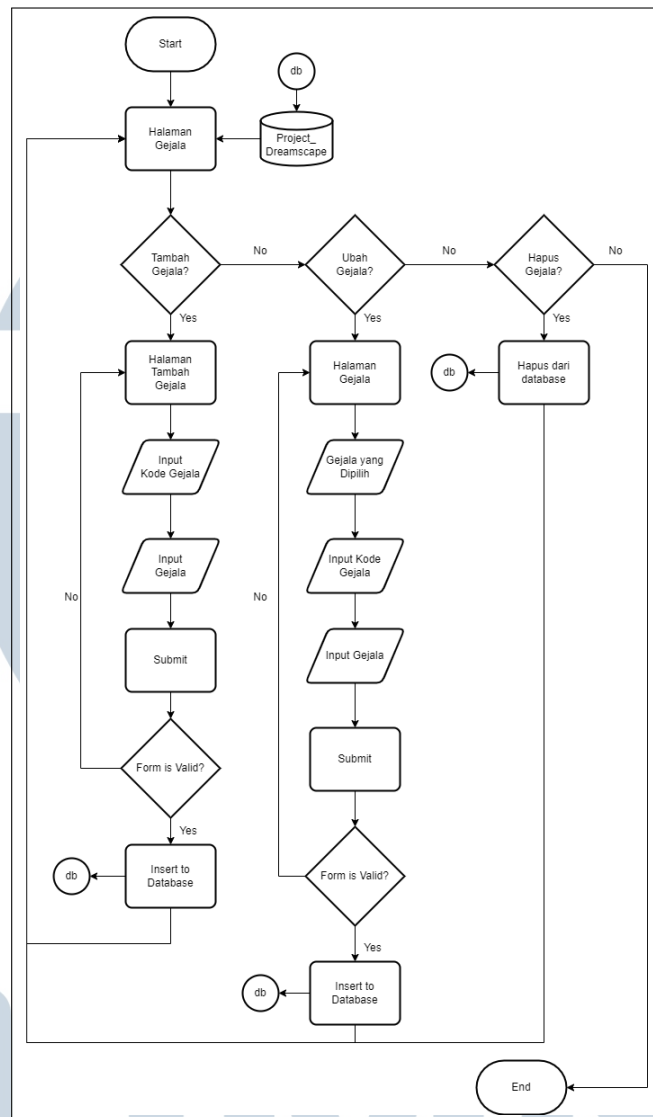 Start
db
Project_
Dreamscape
Halaman
Gejala
Tambah
Gejala?
No
Ubah
Gejala?
No
Hapus
Gejala?
No
Yes
Yes
Yes
Halaman
Tambah
Gejala
Halaman
Gejala
db
Hapus dari
database
Input
Kode Gejala
Gejala yang
Dipilih
Input
Gejala
Input Kode
Gejala
No
No
Submit
Input Gejala
Form is Valid?
Submit
Yes
db
Insert to
Database
Form is Valid?
Yes
db
Insert to
Database
End